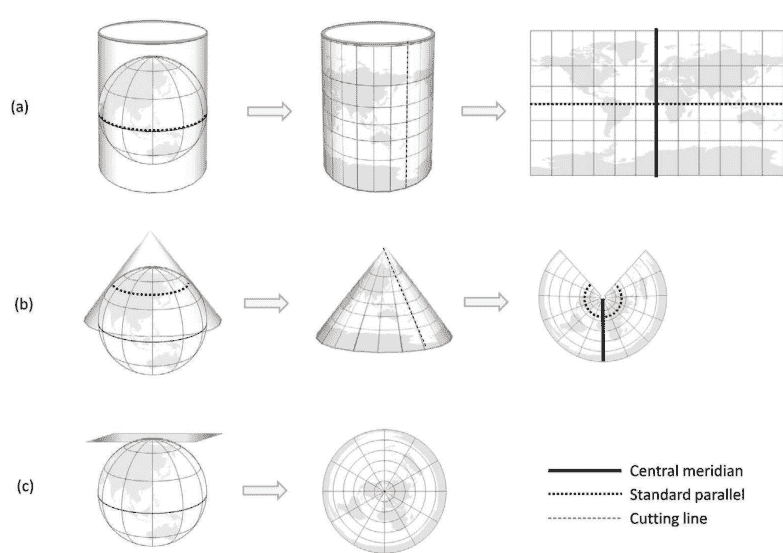 (a)
(b)
(c)
Central meridian
Standard parallel
Cutting line